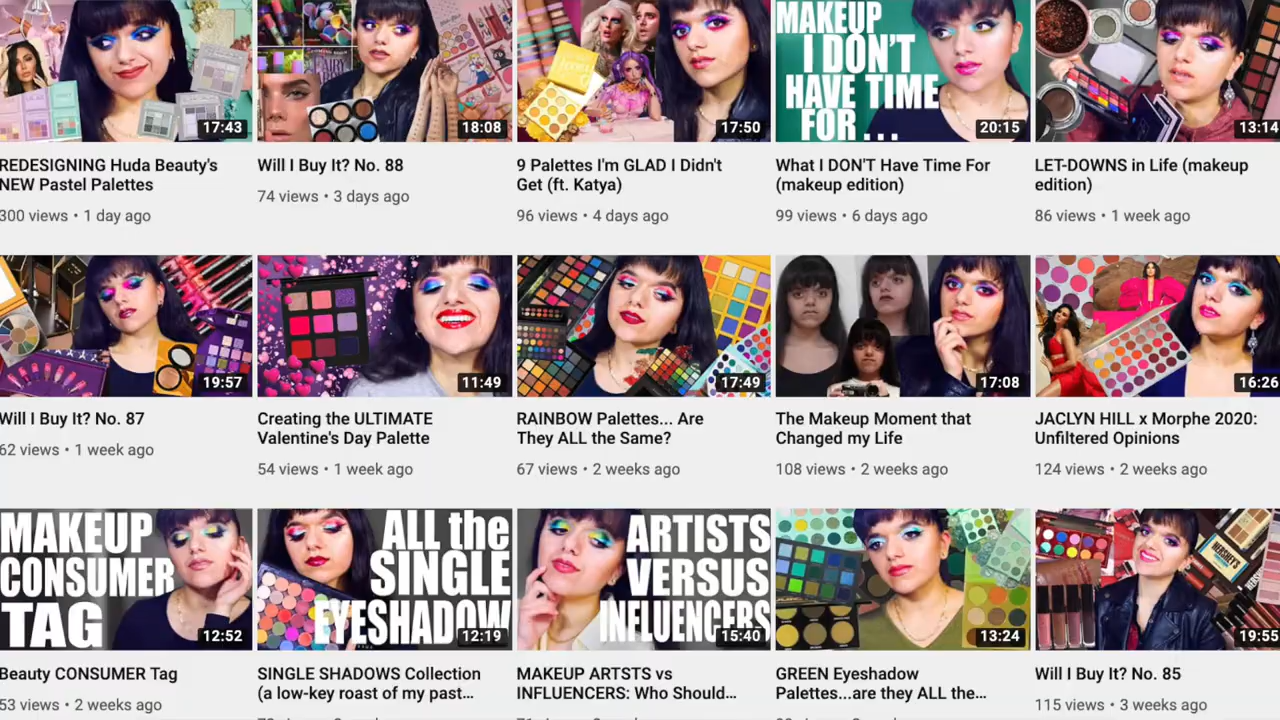 MAKEUP
I DON'T
HAVE TIME
FOR...
17:43
18:08
17:50
20:15
13:14
REDESIGNING Huda Beauty's
NEW Pastel Palettes
300 views • 1 day ago
Will I Buy It? No. 88
74 views • 3 days ago
9 Palettes I'm GLAD I Didn't
Get (ft. Katya)
96 views • 4 days ago
What I DON'T Have Time For
(makeup edition)
99 views • 6 days ago
LET-DOWNS in Life (makeup
edition)
86 views • 1 week ago
19:57
11:49
17:49
17:08
16:26
Will I Buy It? No. 87
62 views • 1 week ago
Creating the ULTIMATE
Valentine's Day Palette
54 views • 1 week ago
RAINBOW Palettes... Are
They ALL the Same?
67 views • 2 weeks ago
The Makeup Moment that
Changed my Life
108 views • 2 weeks ago
JACLYN HILL x Morphe 2020:
Unfiltered Opinions
124 views • 2 weeks ago
MAKEUP
CONSUMER
TAG
12:52
ALL the
SINGLE
EYESHADOW
12:19
ARTISTS
VERSUS
INFLUENCERS
15:40
13:24
HERSHEY'S
19:55
Beauty CONSUMER Tag
53 views • 2 weeks ago
SINGLE SHADOWS Collection
(a low-key roast of my past...
MAKEUP ARTSTS vs
INFLUENCERS: Who Should...
GREEN Eyeshadow
Palettes...are they ALL the...
Will I Buy It? No. 85
115 views • 3 weeks ago